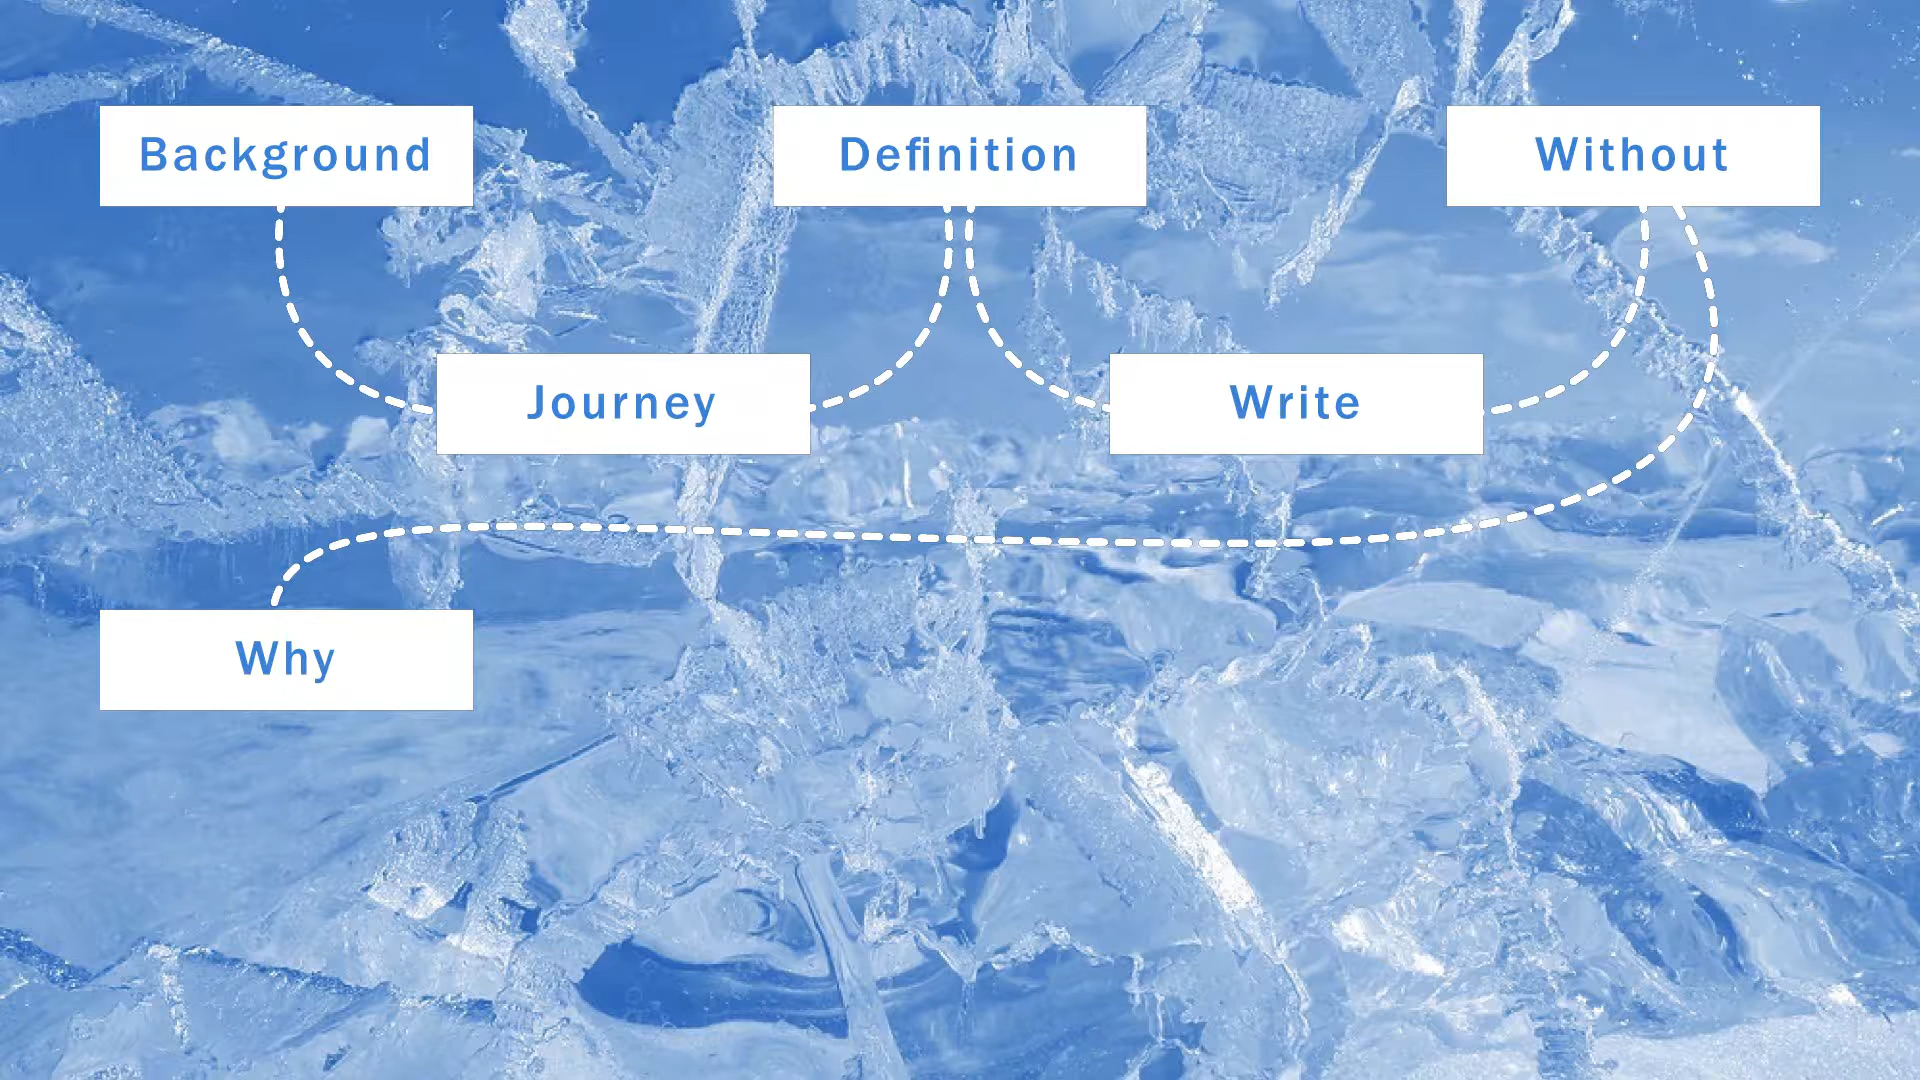 Background
Definition
Without
Journey
Write
Why